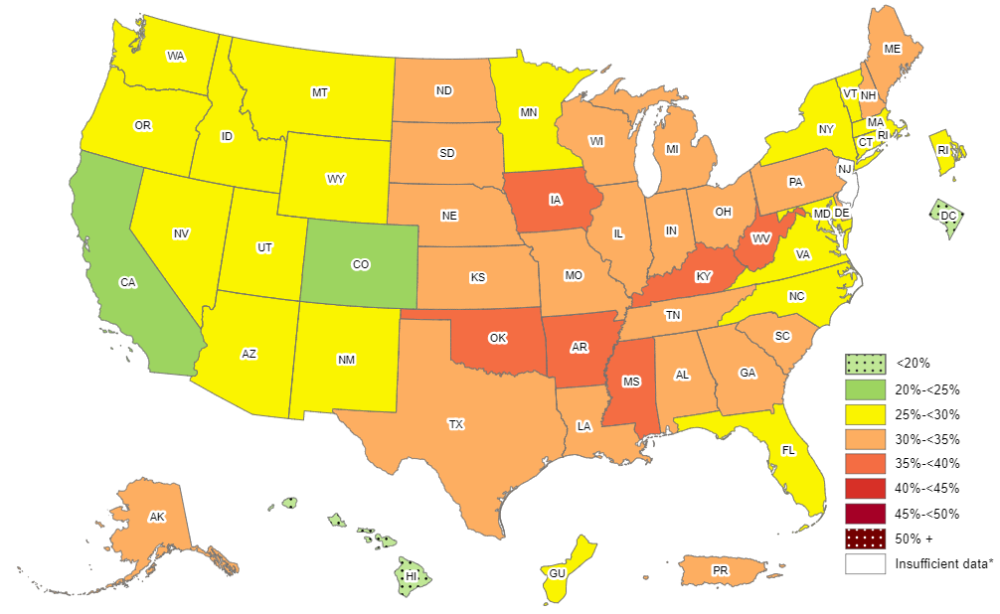 ME
WA
VT
NH
MT
ND
MN
OR
ID
SD
WI
MI
NY
MA
RI
CT
RI
WY
NJ
PA
IA
NE
OH
MD
DE
DC
NV
UT
CO
IL
IN
WV
VA
CA
KS
MO
KY
NC
TN
AZ
NM
OK
AR
SC
<20%
MS
AL
GA
20%-<25%
TX
LA
25%-<30%
FL
30%-<35%
35%-<40%
40%-<45%
AK
45%-<50%
50% +
HI
GU
PR
Insufficient data*